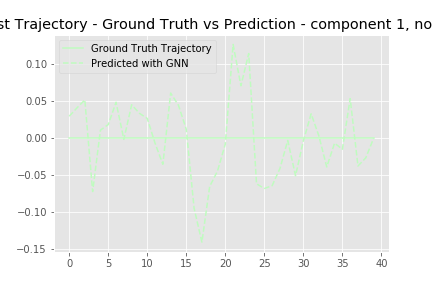 st Trajectory - Ground Truth vs Prediction - component 1, no
Ground Truth Trajectory
Predicted with GNN
0.10
0.05
0.00
−0.05
−0.10
−0.15
0 5 10 15 20 25 30 35 40